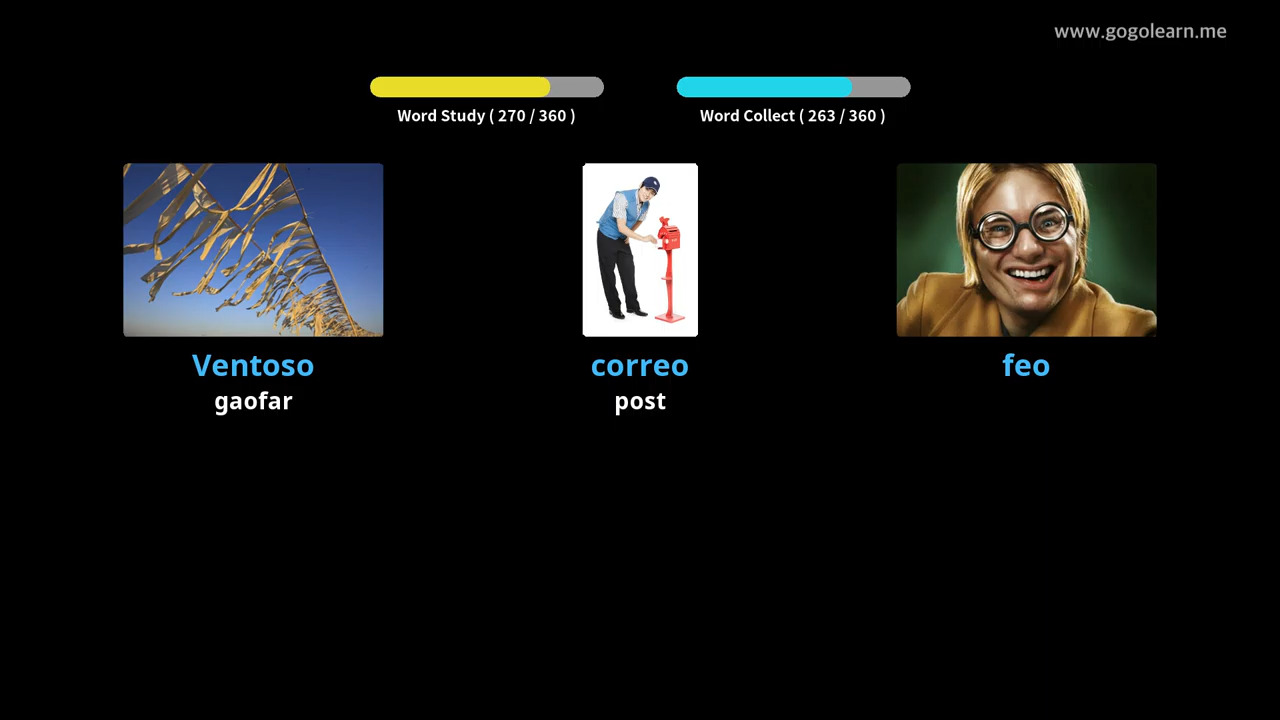 www.gogolearn.me
Word Study ( 270 / 360 )
Word Collect ( 263 / 360 )
Ventoso
gaofar
correo
post
feo